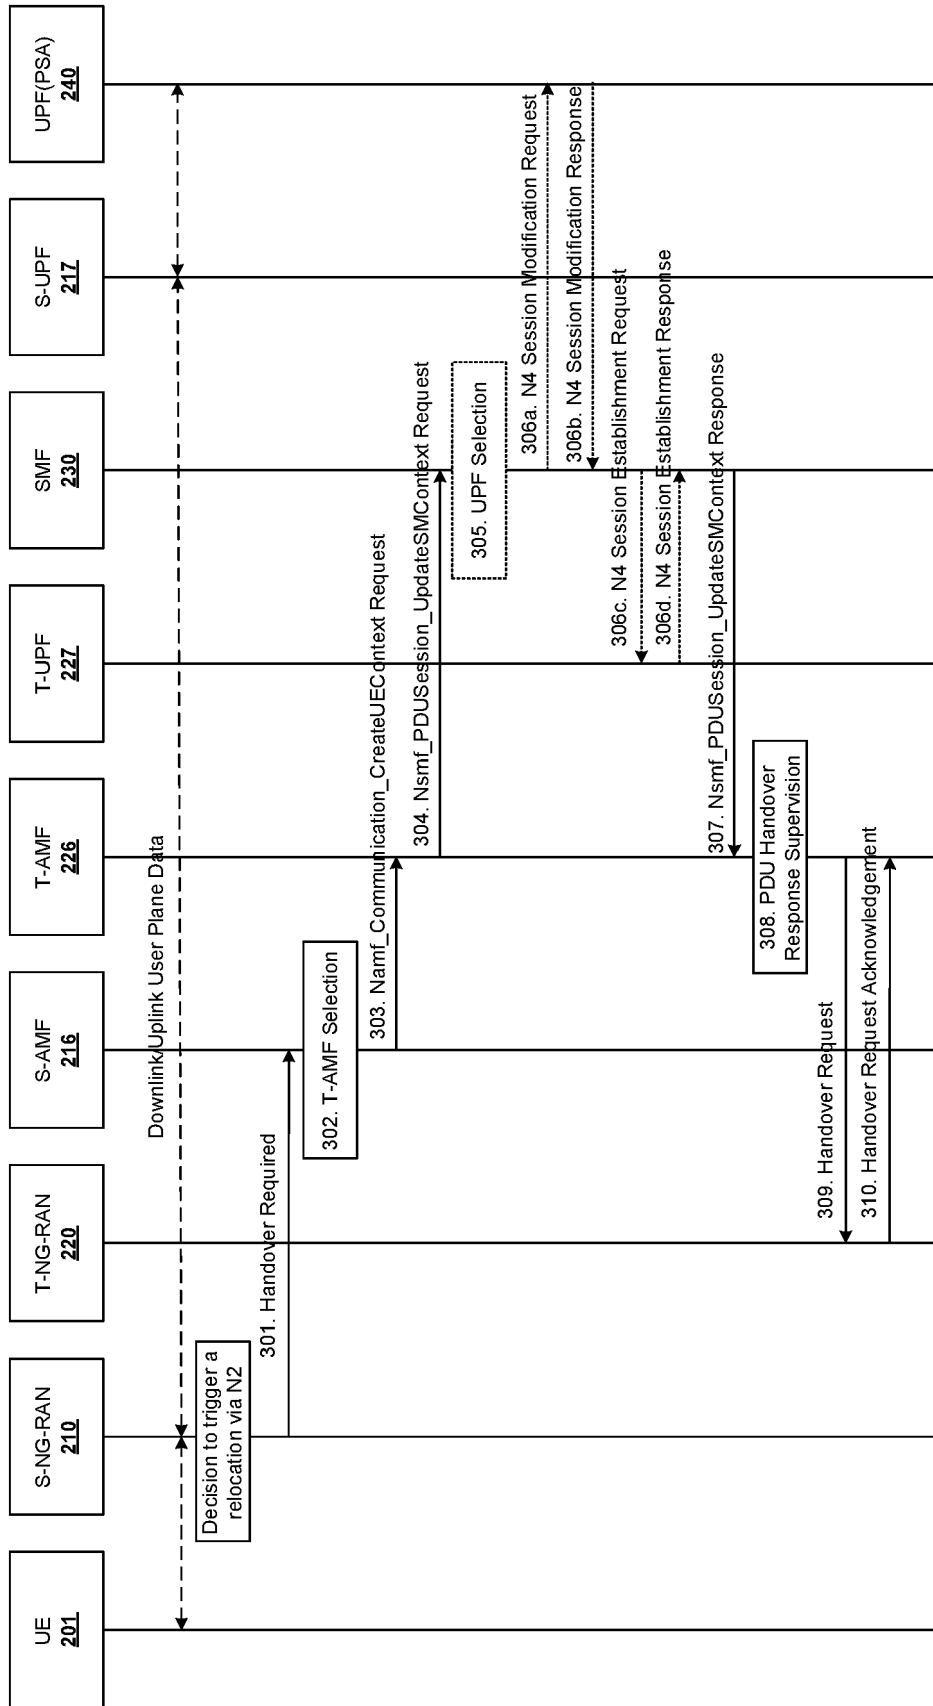 UE
201
S-NG-RAN
210
T-NG-RAN
220
S-AMF
216
T-AMF
226
T-UPF
227
SMF
230
S-UPF
217
UPF(PSA)
240
Downlink/Uplink User Plane Data
Decision to trigger a
relocation via N2
301. Handover Required
302. T-AMF Selection
303. Namf_Communication_CreateUEContext Request
304. Nsmf_PDUSession_UpdateSMContext Request
305. UPF Selection
306a. N4 Session Modification Request
306b. N4 Session Modification Response
306c. N4 Session Establishment Request
306d. N4 Session Establishment Response
307. Nsmf_PDUSession_UpdateSMContext Response
308. PDU Handover
Response Supervision
309. Handover Request
310. Handover Request Acknowledgement